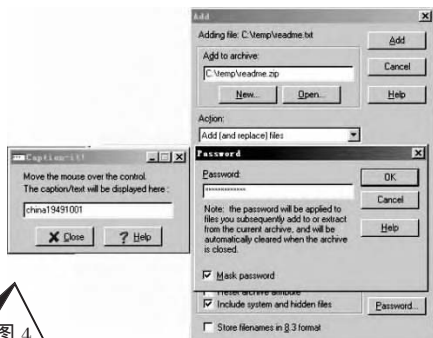 Add
Adding file: C:\temp\readme.txt
Add to archive:
C:\temp\readme.zip
New...
Open...
Add
Cancel
Help
Action:
Add (and replace) files
Caption-it!
Move the mouse over the control.
The caption/text will be displayed here :
china19491001
Close
Help
Password
Password:
*************
Note: the password will be applied to
files you subsequently add to or extract
from the current archive, and will be
automatically cleared when the archive
is closed.
Mask password
OK
Cancel
Help
Include system and hidden files
Password...
Store filenames in 8.3 format
图 4